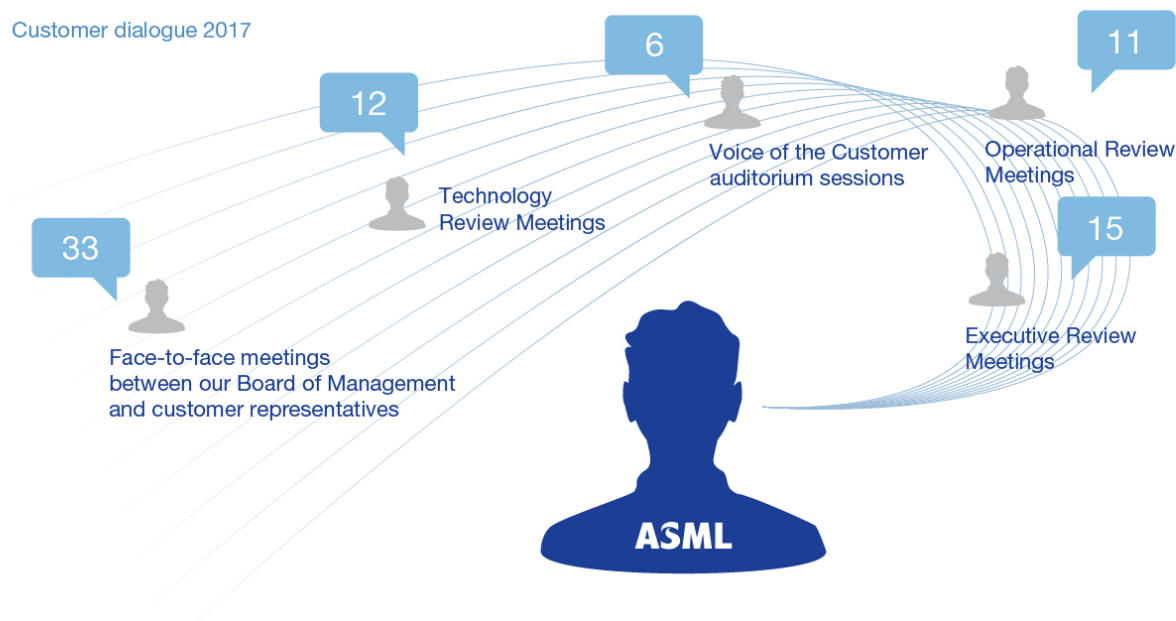 Customer dialogue 2017
6
11
12
Voice of the Customer
auditorium sessions
Operational Review
Meetings
Technology
Review Meetings
33
15
Face-to-face meetings
between our Board of Management
and customer representatives
Executive Review
Meetings
ASML